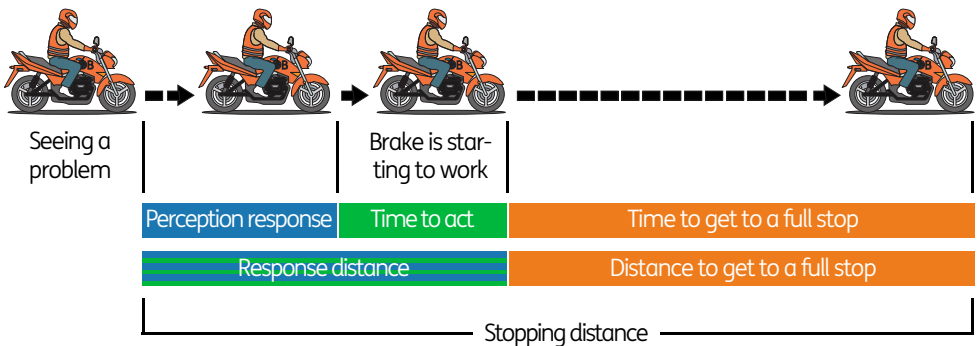 Seeing a
problem
Brake is star-
ting to work
Perception response
Time to act
Time to get to a full stop
Response distance
Distance to get to a full stop
Stopping distance